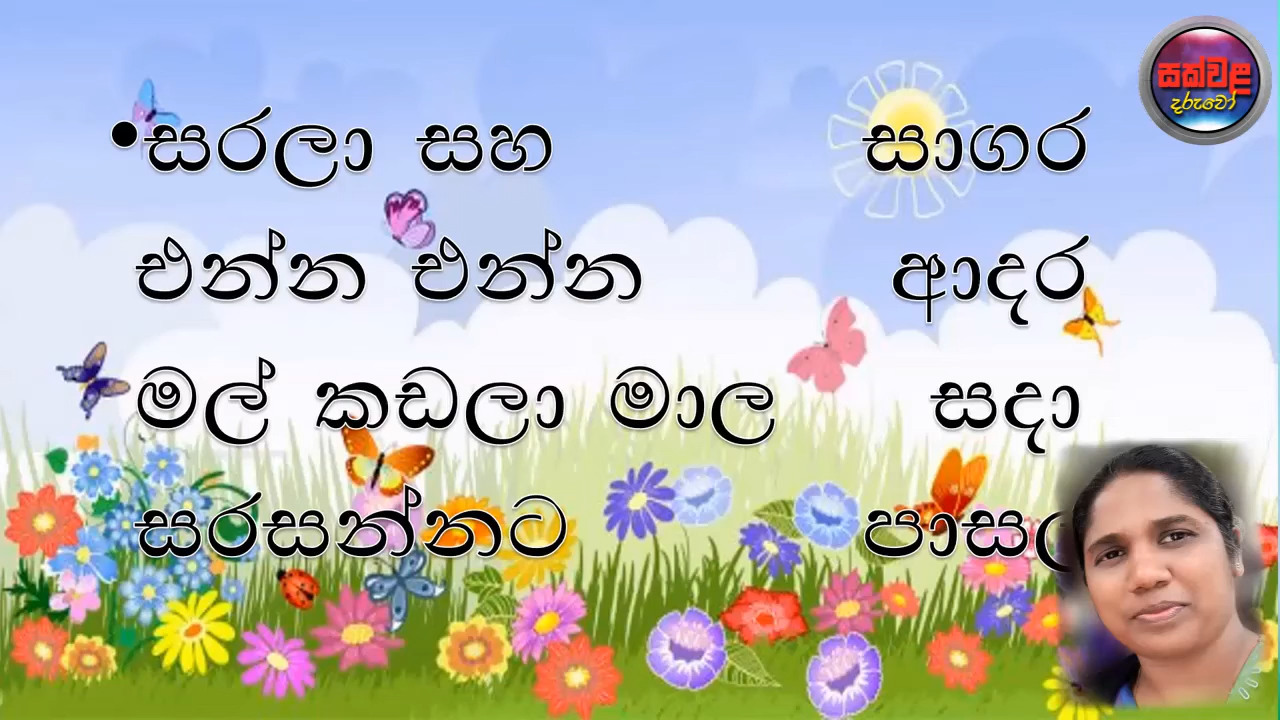 සක්වළ
දරුවෝ
•සරලා සහ සාගර
එන්න එන්න ආදර
මල් කඩලා මාල සදා
සරසන්නට